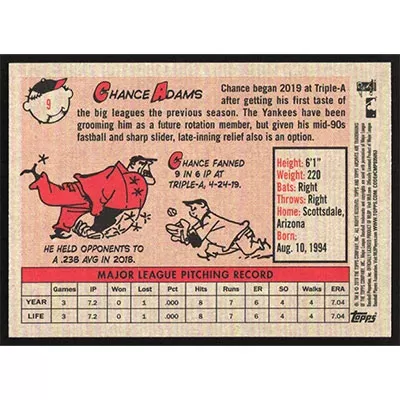 9
CHANCE ADAMS
Chance began 2019 at Triple-A
after getting his first taste of
the big leagues the previous season. The Yankees have
been grooming him as a future rotation member, but given his mid-90s
fastball and sharp slider, late-inning relief also is an option.
CHANCE FANNED
9 IN 6 IP AT
TRIPLE-A, 4-24-19.
HE HELD OPPONENTS TO
A .238 AVG IN 2018.
Height: 6'1"
Weight: 220
Bats: Right
Throws: Right
Home: Scottsdale,
Arizona
Born:
Aug. 10, 1994
MAJOR LEAGUE PITCHING RECORD
Games IP Won Lost Pct Hits Runs ER SO Walks ERA
YEAR 3 7.2 0 1 .000 8 7 6 4 4 7.04
LIFE 3 7.2 0 1 .000 8 7 6 4 4 7.04
Topps